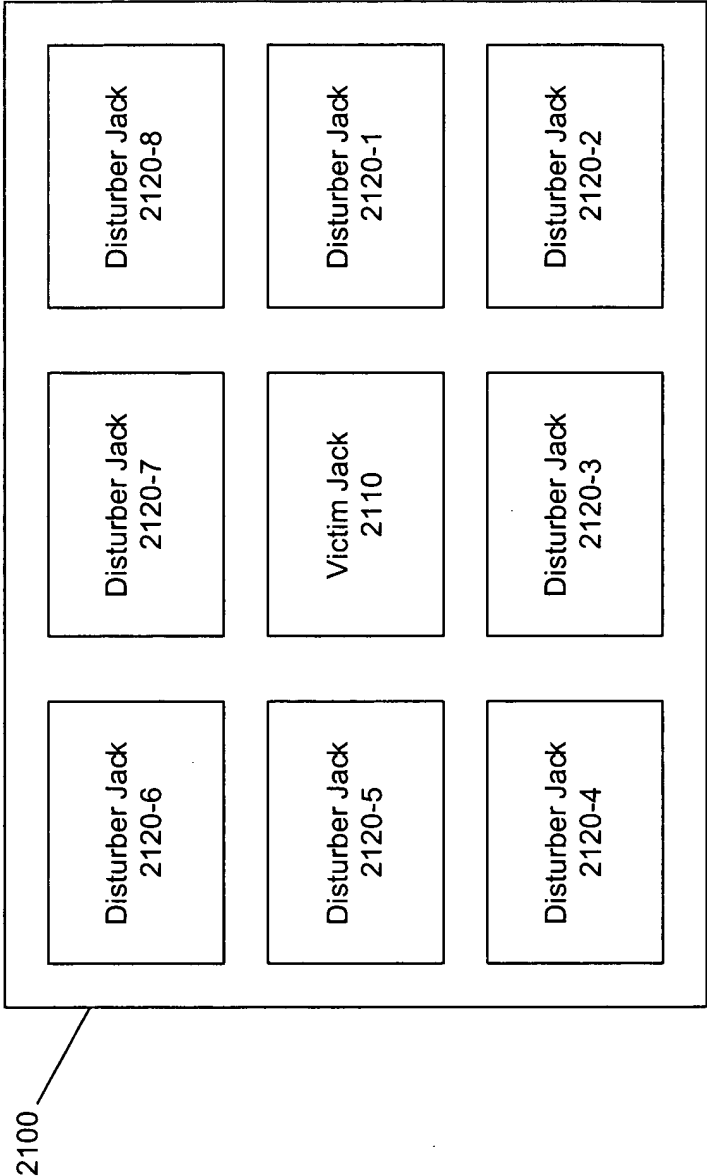 2100
Disturber Jack
2120-6
Disturber Jack
2120-7
Disturber Jack
2120-8
Disturber Jack
2120-5
Victim Jack
2110
Disturber Jack
2120-1
Disturber Jack
2120-4
Disturber Jack
2120-3
Disturber Jack
2120-2